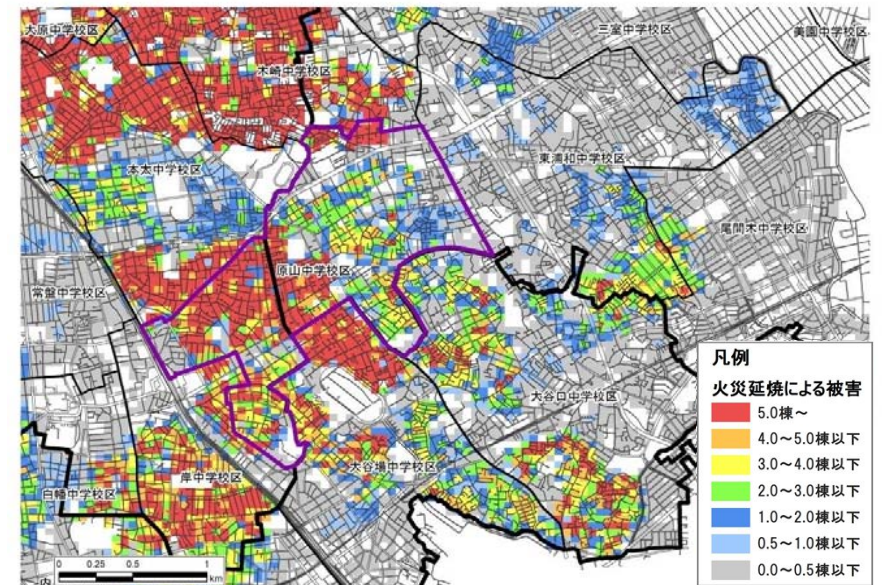 大原中学校区
三室中学校区
美園中学校区
木崎中学校区
本太中学校区
東浦和中学校区
尾間木中学校区
原山中学校区
常盤中学校区
大谷口中学校区
大谷場中学校区
岸中学校区
白幡中学校区
凡例
火災延焼による被害
5.0棟～
4.0～5.0棟以下
3.0～4.0棟以下
2.0～3.0棟以下
1.0～2.0棟以下
0.5～1.0棟以下
0.0～0.5棟以下
0 0.25 0.5 1
km
内